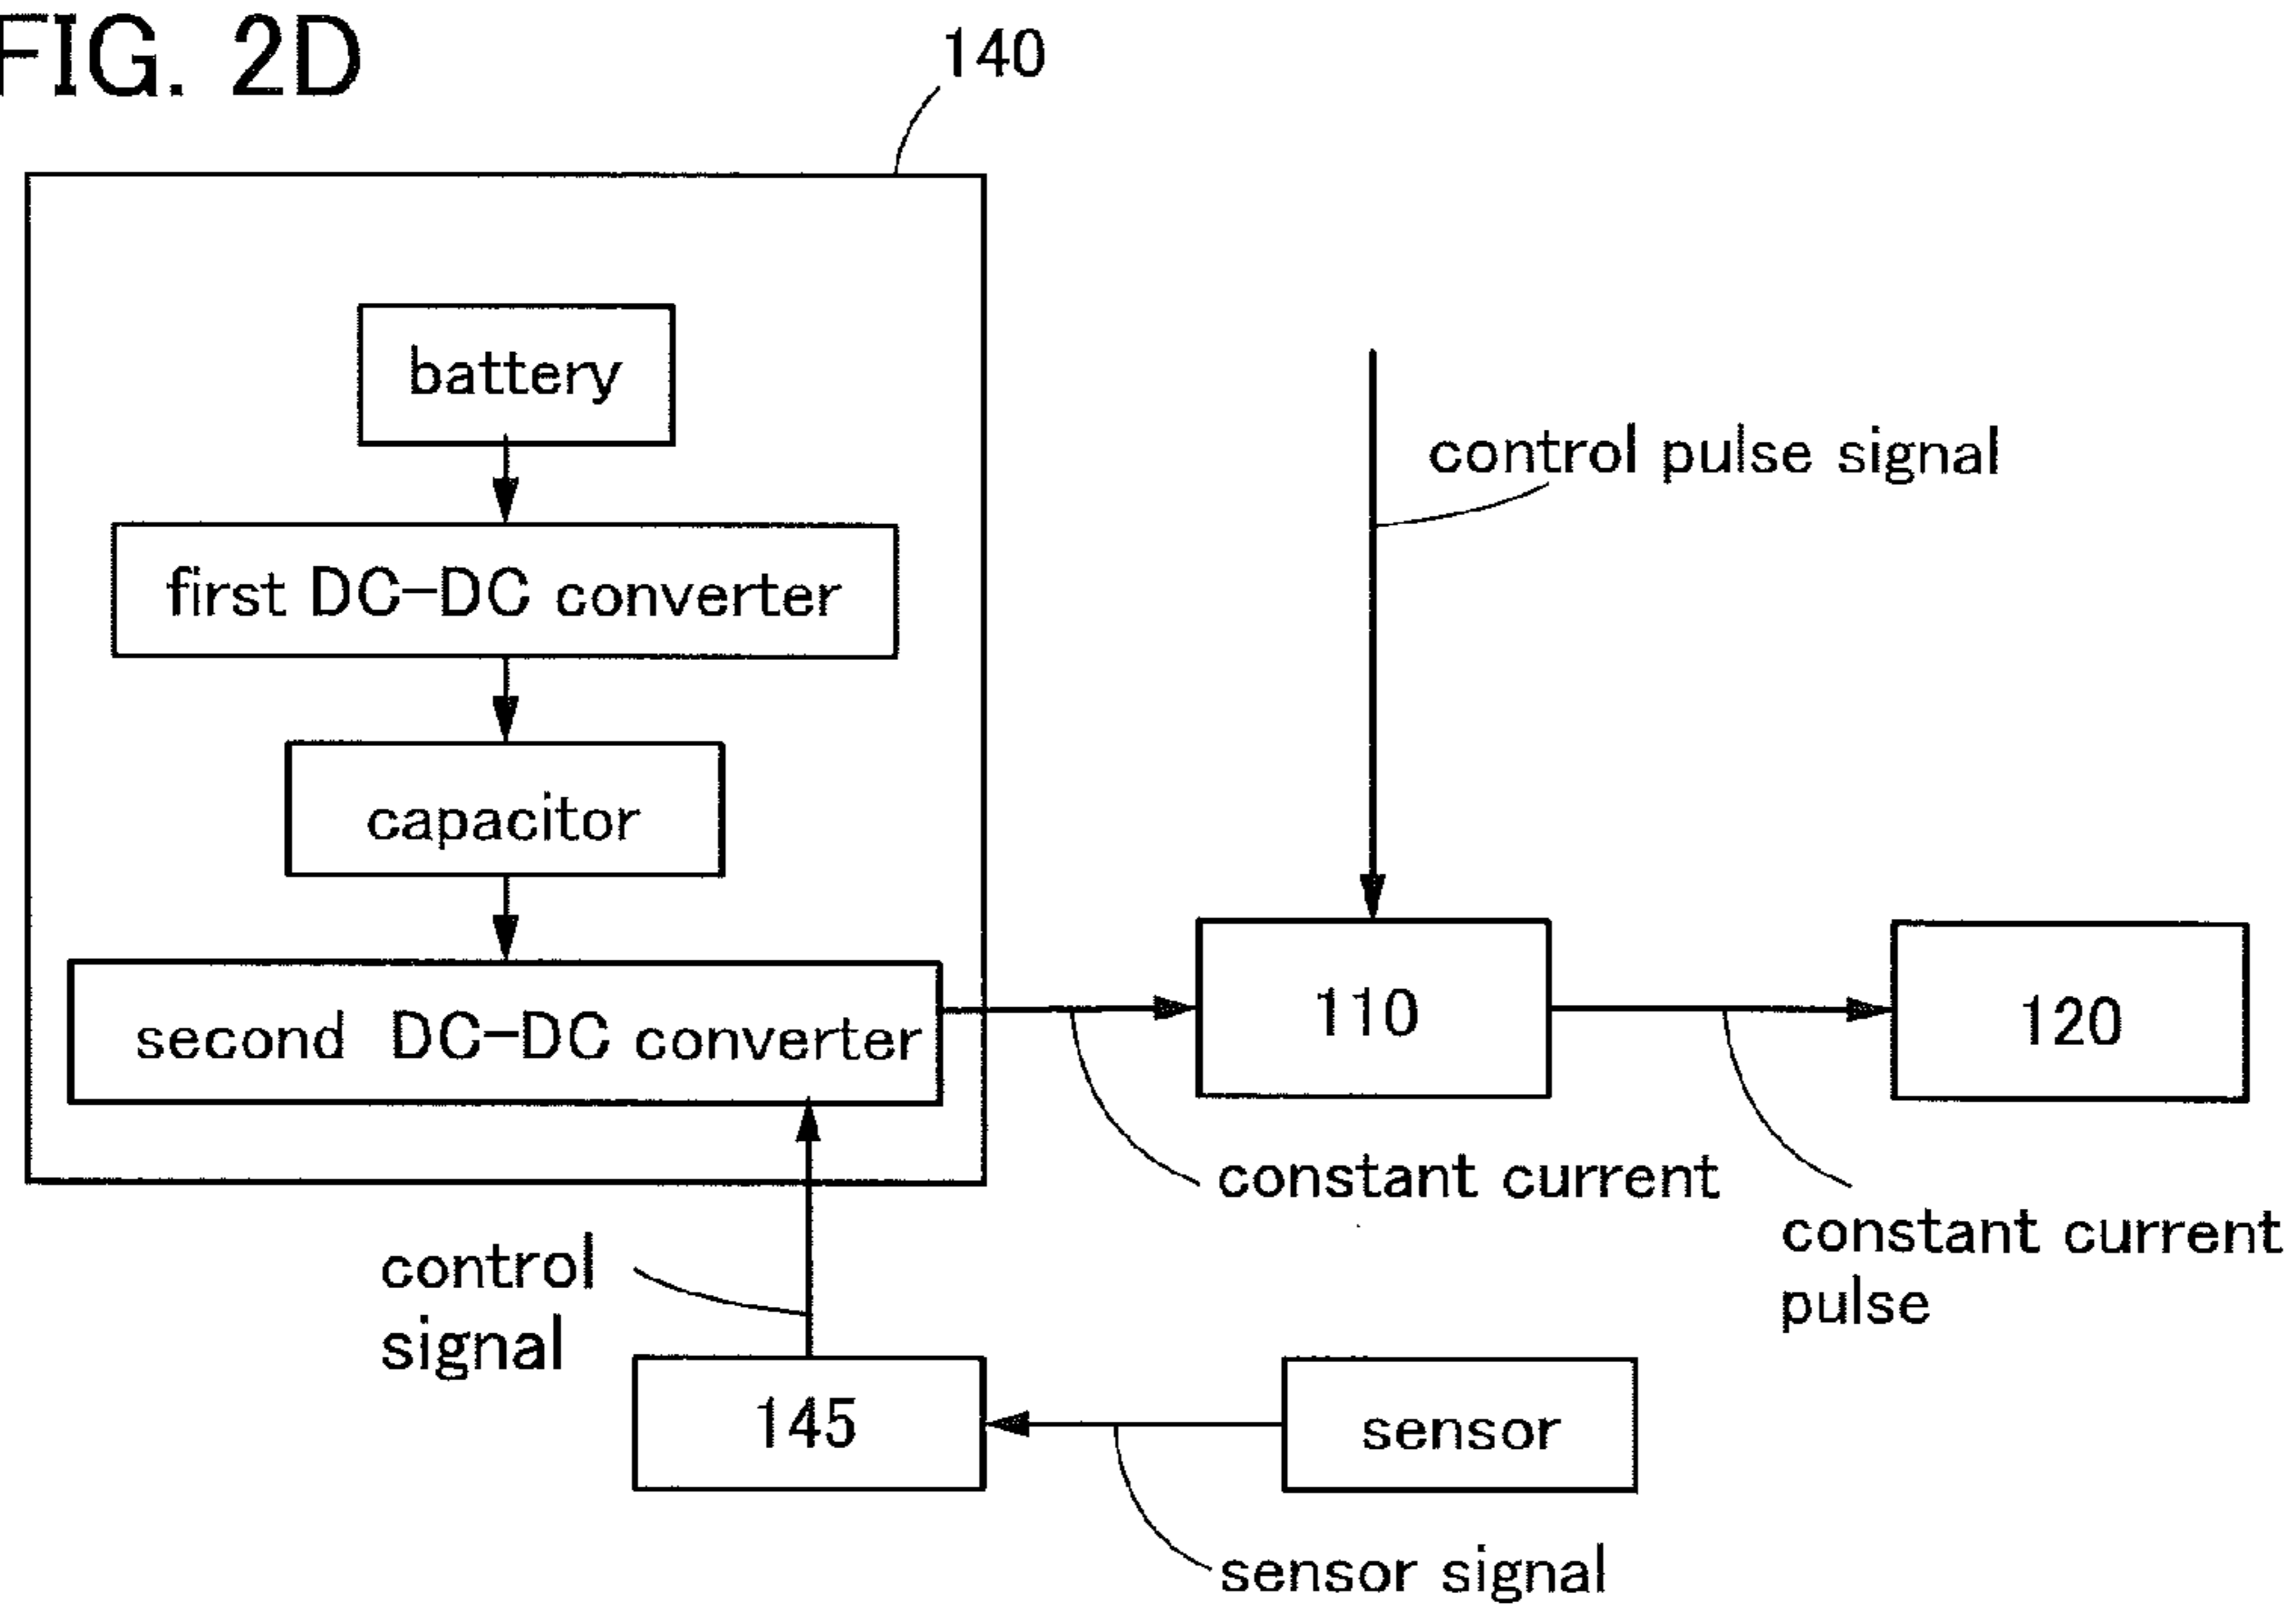 FIG. 2D
140
battery
control pulse signal
first DC-DC converter
capacitor
second DC-DC converter
110
120
constant current
constant current
pulse
control
signal
145
sensor
sensor signal